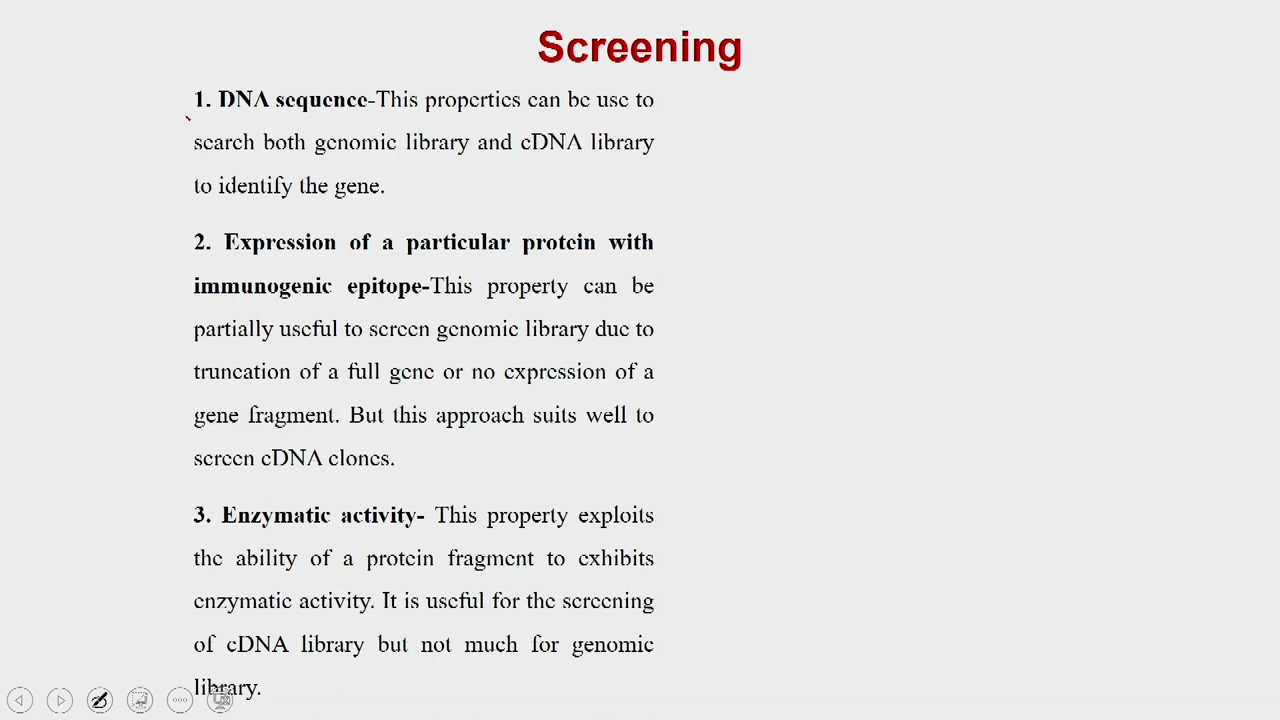 Screening
1. DNA sequence-This properties can be use to
search both genomic library and cDNA library
to identify the gene.
2. Expression of a particular protein with
immunogenic epitope-This property can be
partially useful to screen genomic library due to
truncation of a full gene or no expression of a
gene fragment. But this approach suits well to
screen cDNA clones.
3. Enzymatic activity- This property exploits
the ability of a protein fragment to exhibits
enzymatic activity. It is useful for the screening
of cDNA library but not much for genomic
library.